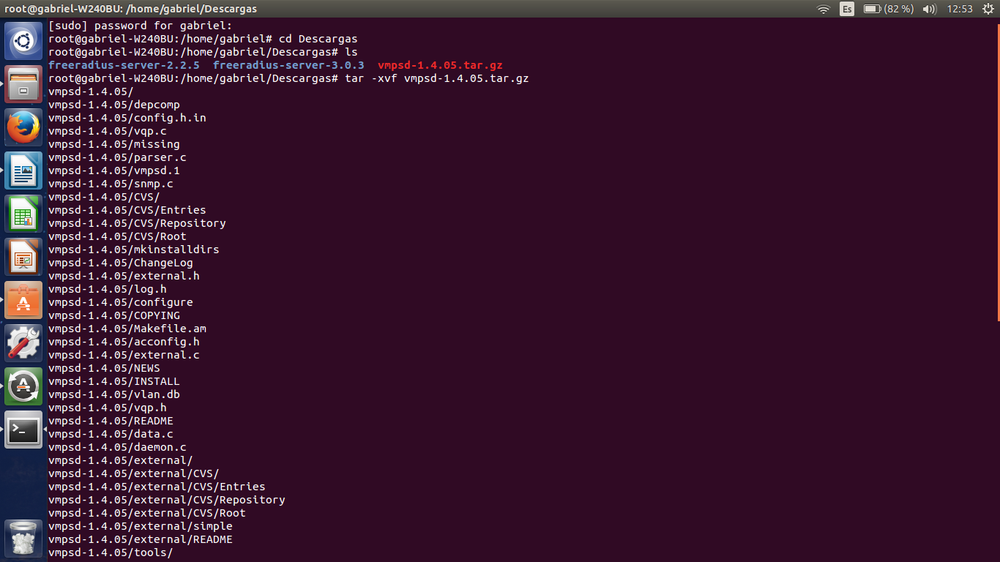 root@gabriel-W240BU: /home/gabriel/Descargas
Es
(82 %)
12:53
[sudo] password for gabriel:
root@gabriel-W240BU:/home/gabriel# cd Descargas
root@gabriel-W240BU:/home/gabriel/Descargas# ls
freeradius-server-2.2.5  freeradius-server-3.0.3  vmpsd-1.4.05.tar.gz
root@gabriel-W240BU:/home/gabriel/Descargas# tar -xvf vmpsd-1.4.05.tar.gz
vmpsd-1.4.05/
vmpsd-1.4.05/depcomp
vmpsd-1.4.05/config.h.in
vmpsd-1.4.05/vqp.c
vmpsd-1.4.05/missing
vmpsd-1.4.05/parser.c
vmpsd-1.4.05/vmpsd.1
vmpsd-1.4.05/snmp.c
vmpsd-1.4.05/CVS/
vmpsd-1.4.05/CVS/Entries
vmpsd-1.4.05/CVS/Repository
vmpsd-1.4.05/CVS/Root
vmpsd-1.4.05/mkinstalldirs
vmpsd-1.4.05/ChangeLog
vmpsd-1.4.05/external.h
vmpsd-1.4.05/log.h
vmpsd-1.4.05/configure
vmpsd-1.4.05/COPYING
vmpsd-1.4.05/Makefile.am
vmpsd-1.4.05/acconfig.h
vmpsd-1.4.05/external.c
vmpsd-1.4.05/NEWS
vmpsd-1.4.05/INSTALL
vmpsd-1.4.05/vlan.db
vmpsd-1.4.05/vqp.h
vmpsd-1.4.05/README
vmpsd-1.4.05/data.c
vmpsd-1.4.05/daemon.c
vmpsd-1.4.05/external/
vmpsd-1.4.05/external/CVS/
vmpsd-1.4.05/external/CVS/Entries
vmpsd-1.4.05/external/CVS/Repository
vmpsd-1.4.05/external/CVS/Root
vmpsd-1.4.05/external/simple
vmpsd-1.4.05/external/README
vmpsd-1.4.05/tools/